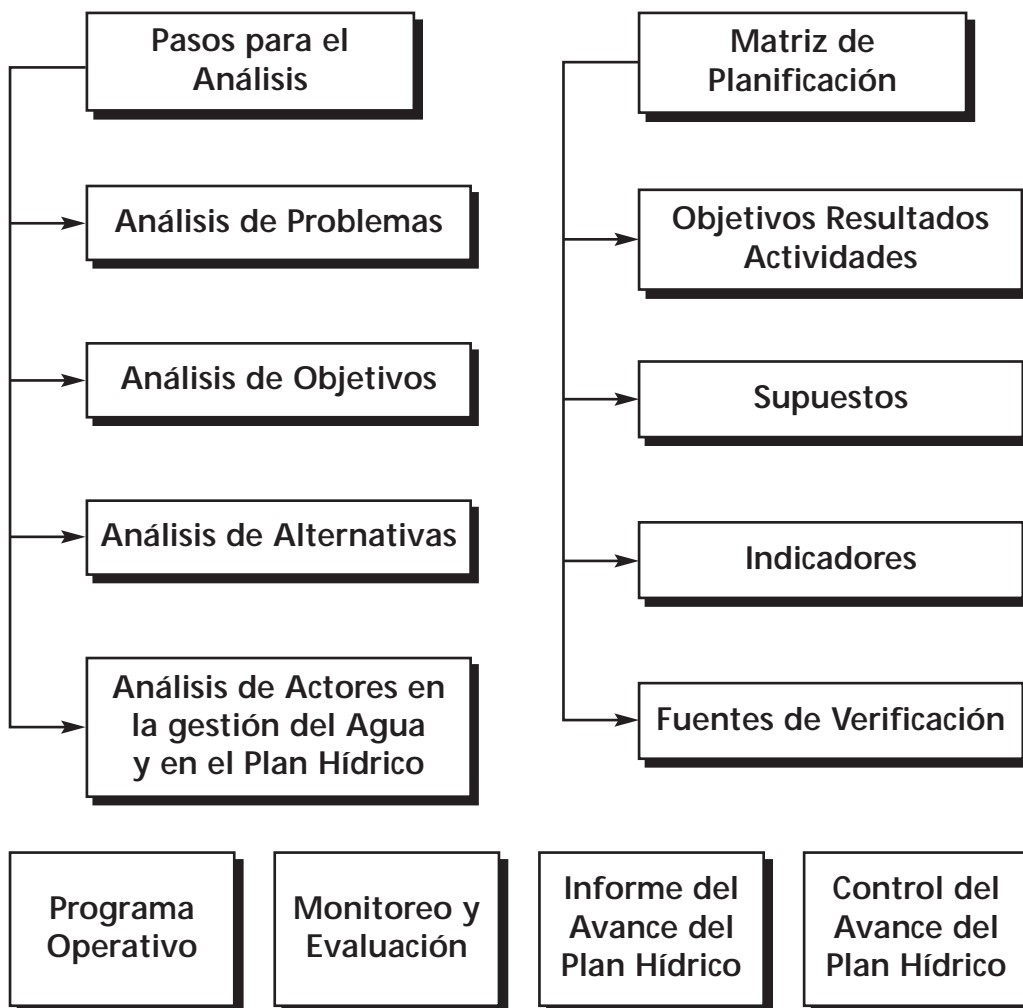 Pasos para el
Análisis
Análisis de Problemas
Análisis de Objetivos
Análisis de Alternativas
Análisis de Actores en
la gestión del Agua
y en el Plan Hídrico
Matriz de
Planificación
Objetivos Resultados
Actividades
Supuestos
Indicadores
Fuentes de Verificación
Programa
Operativo
Monitoreo y
Evaluación
Informe del
Avance del
Plan Hídrico
Control del
Avance del
Plan Hídrico